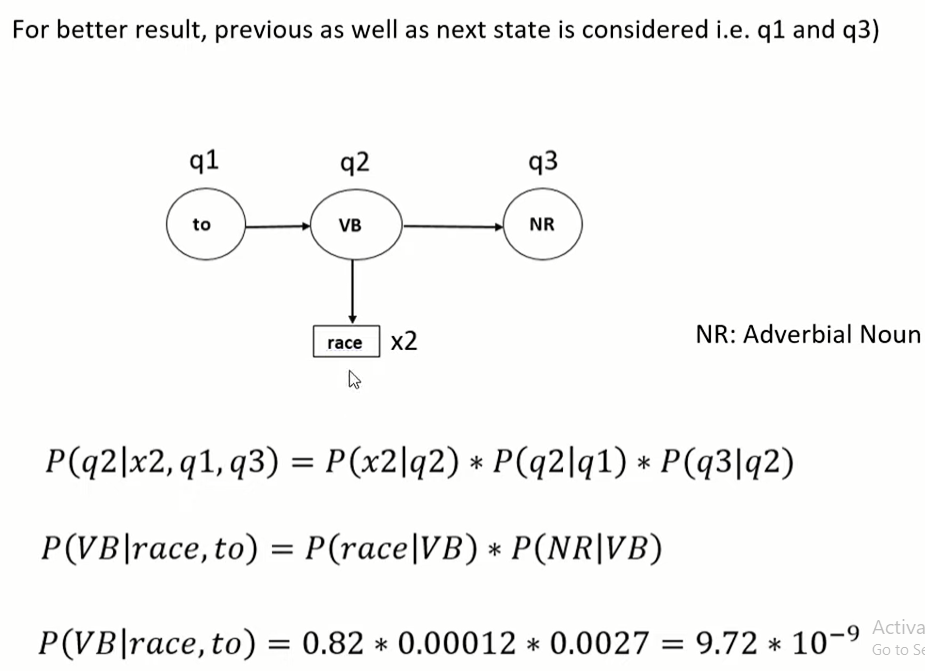 For better result, previous as well as next state is considered i.e. q1 and q3)
q1 q2 q3
to VB NR
race x2
NR: Adverbial Noun
P(q2|x2, q1, q3) = P(x2|q2) * P(q2|q1) * P(q3|q2)
P(VB|race, to) = P(race|VB) * P(NR|VB)
P(VB|race, to) = 0.82 * 0.00012 * 0.0027 = 9.72 * 10⁻⁹
Activa
Go to Se